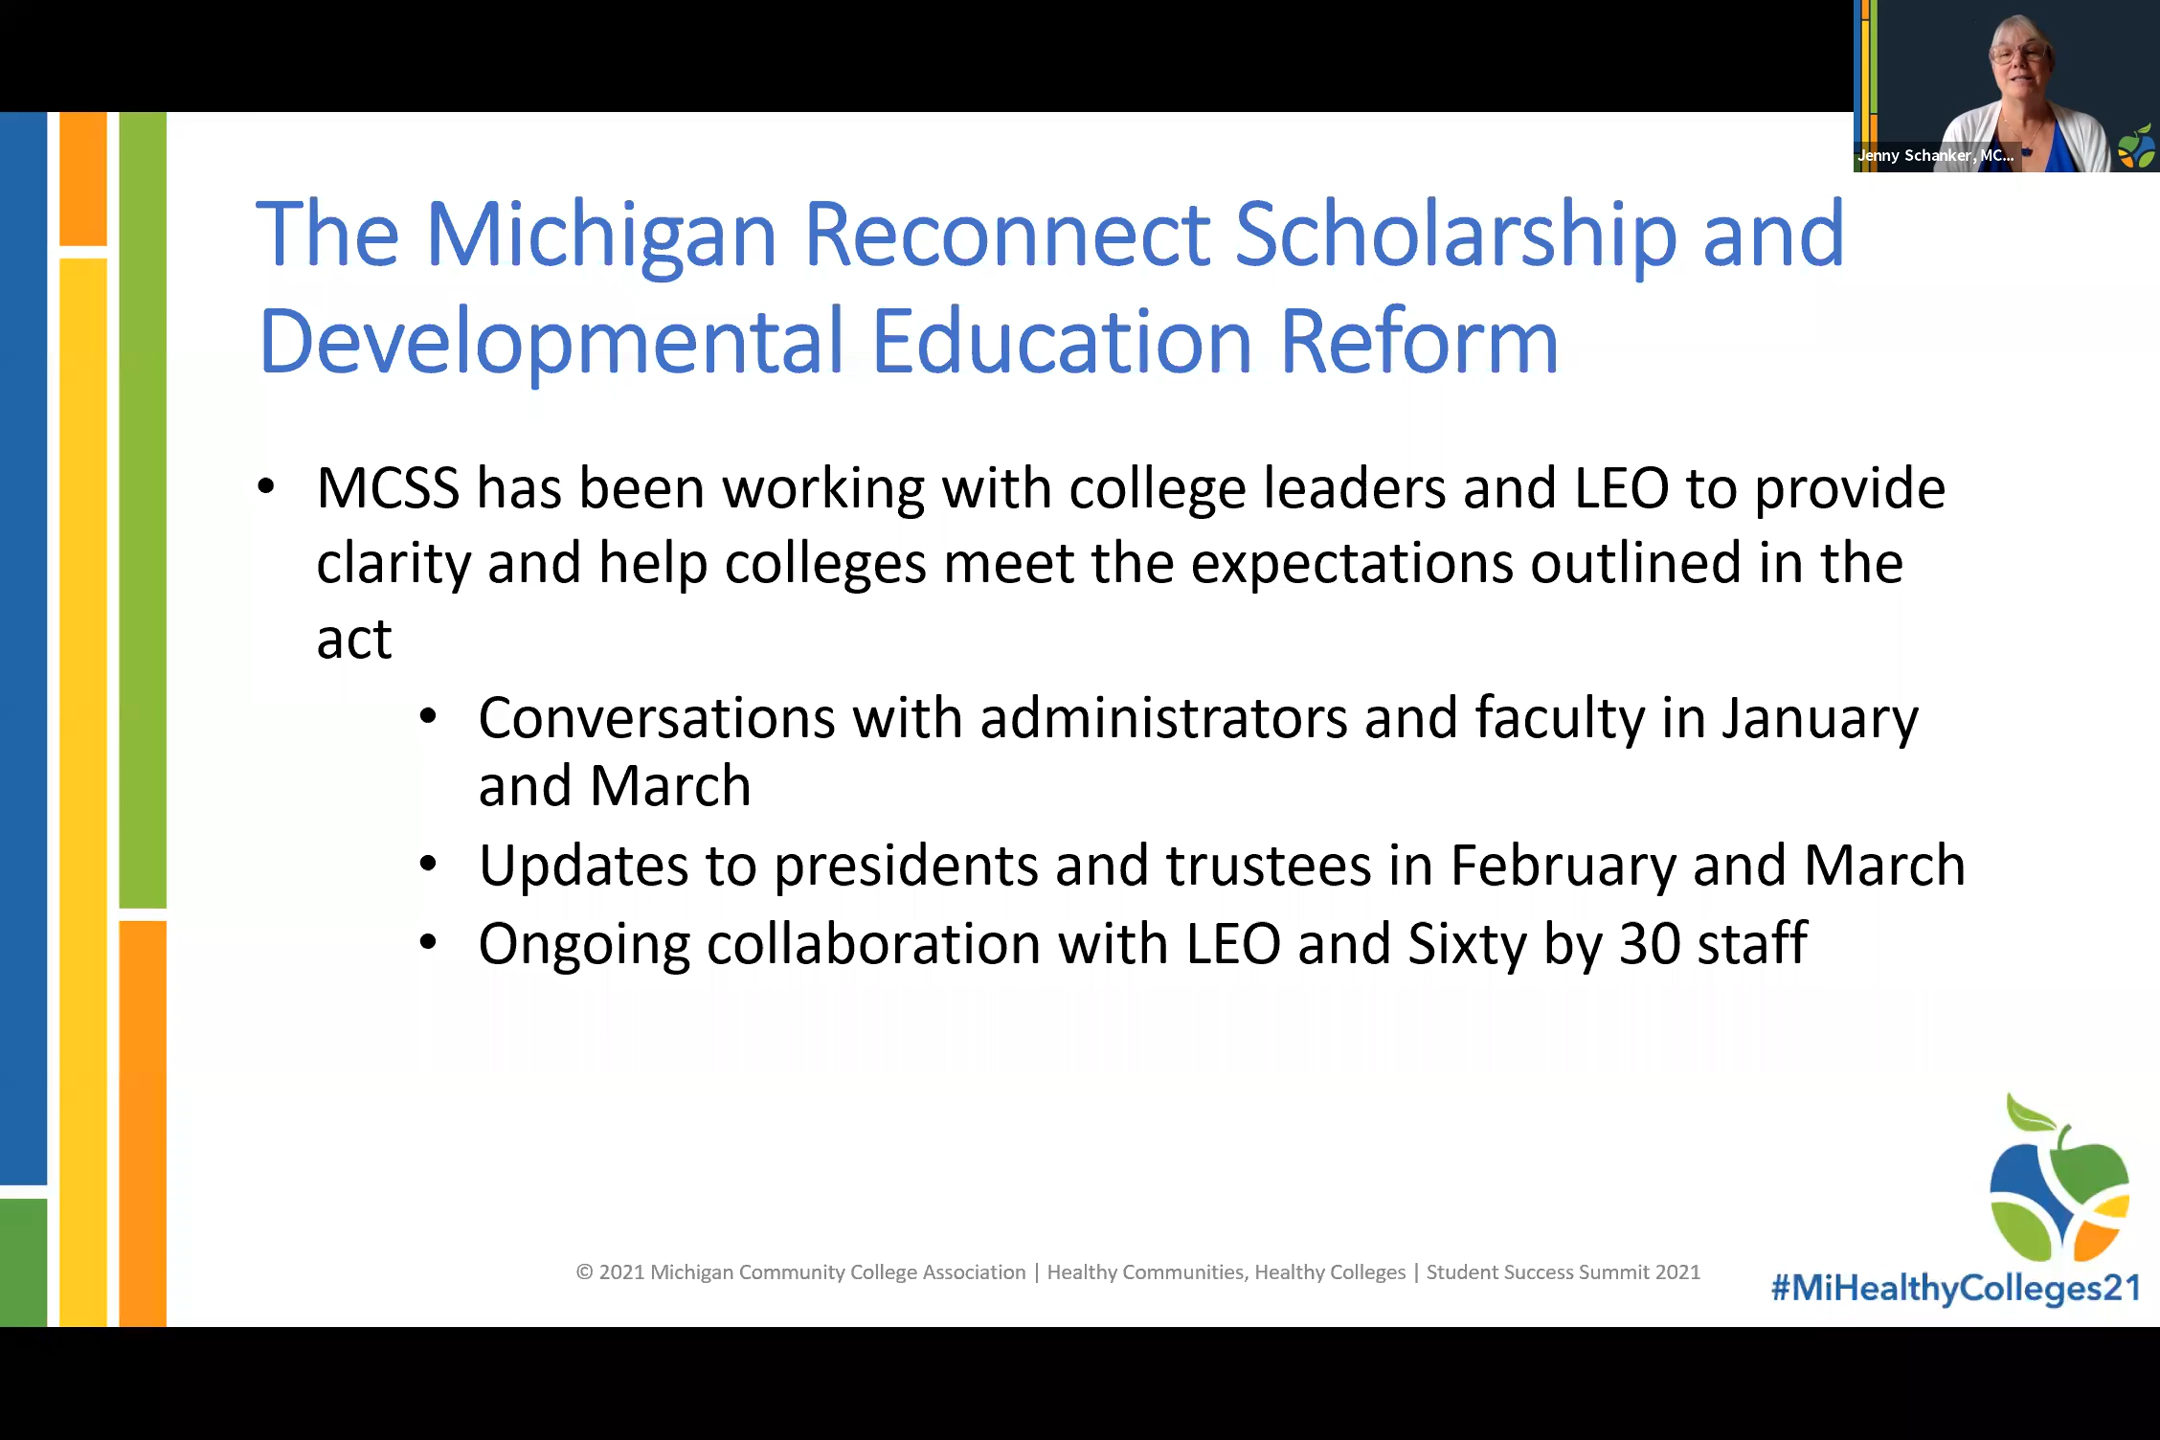 Jenny Schanker, MC...
The Michigan Reconnect Scholarship and
Developmental Education Reform
• MCSS has been working with college leaders and LEO to provide
clarity and help colleges meet the expectations outlined in the
act
• Conversations with administrators and faculty in January
and March
• Updates to presidents and trustees in February and March
• Ongoing collaboration with LEO and Sixty by 30 staff
© 2021 Michigan Community College Association | Healthy Communities, Healthy Colleges | Student Success Summit 2021
#MiHealthyColleges21